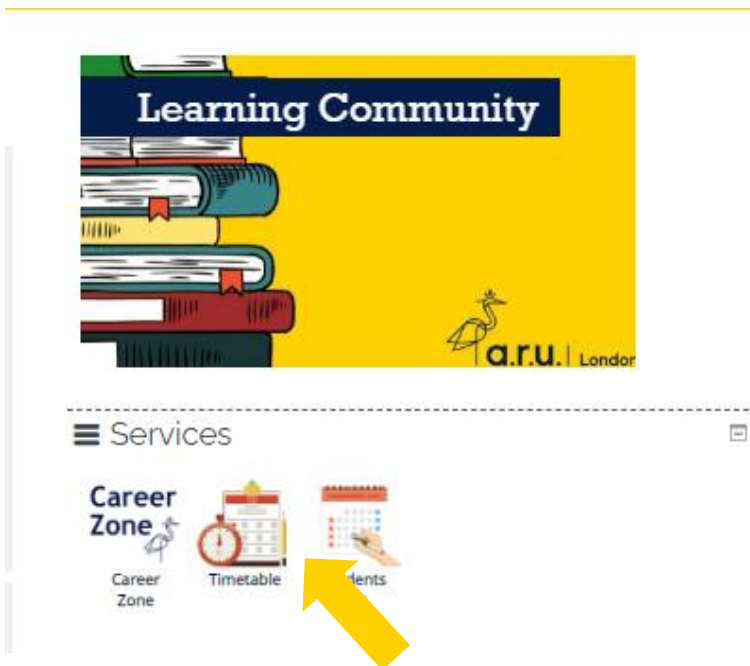 Learning Community
a.r.u. London
Services
Career
Zone
Career
Zone
Timetable